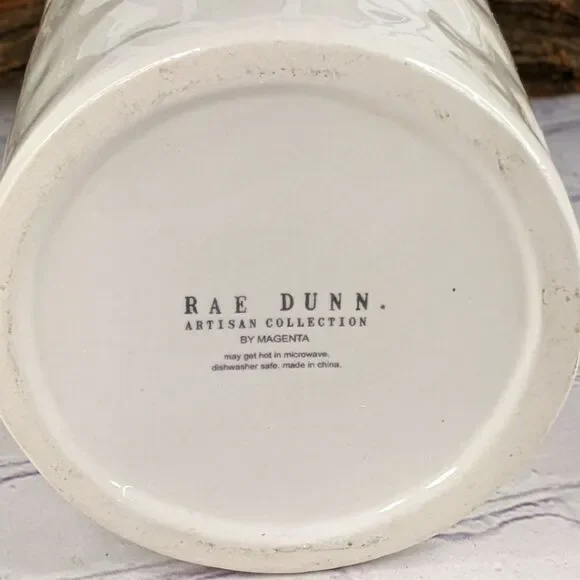 RAE DUNN.
ARTISAN COLLECTION
BY MAGENTA
may get hot in microwave.
dishwasher safe. made in china.